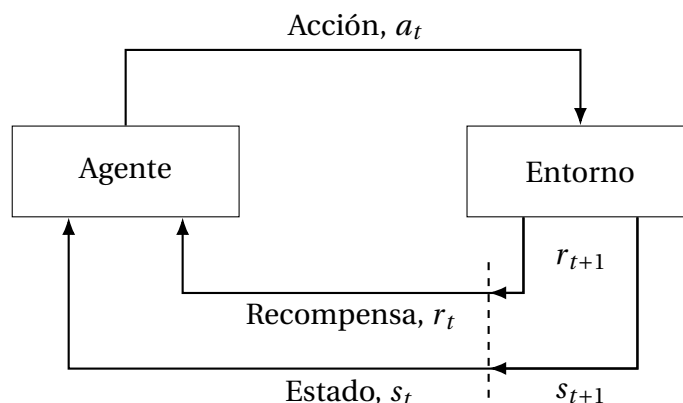 Acción, a_t
Agente
Entorno
r_{t+1}
Recompensa, r_t
Estado, s_t
s_{t+1}